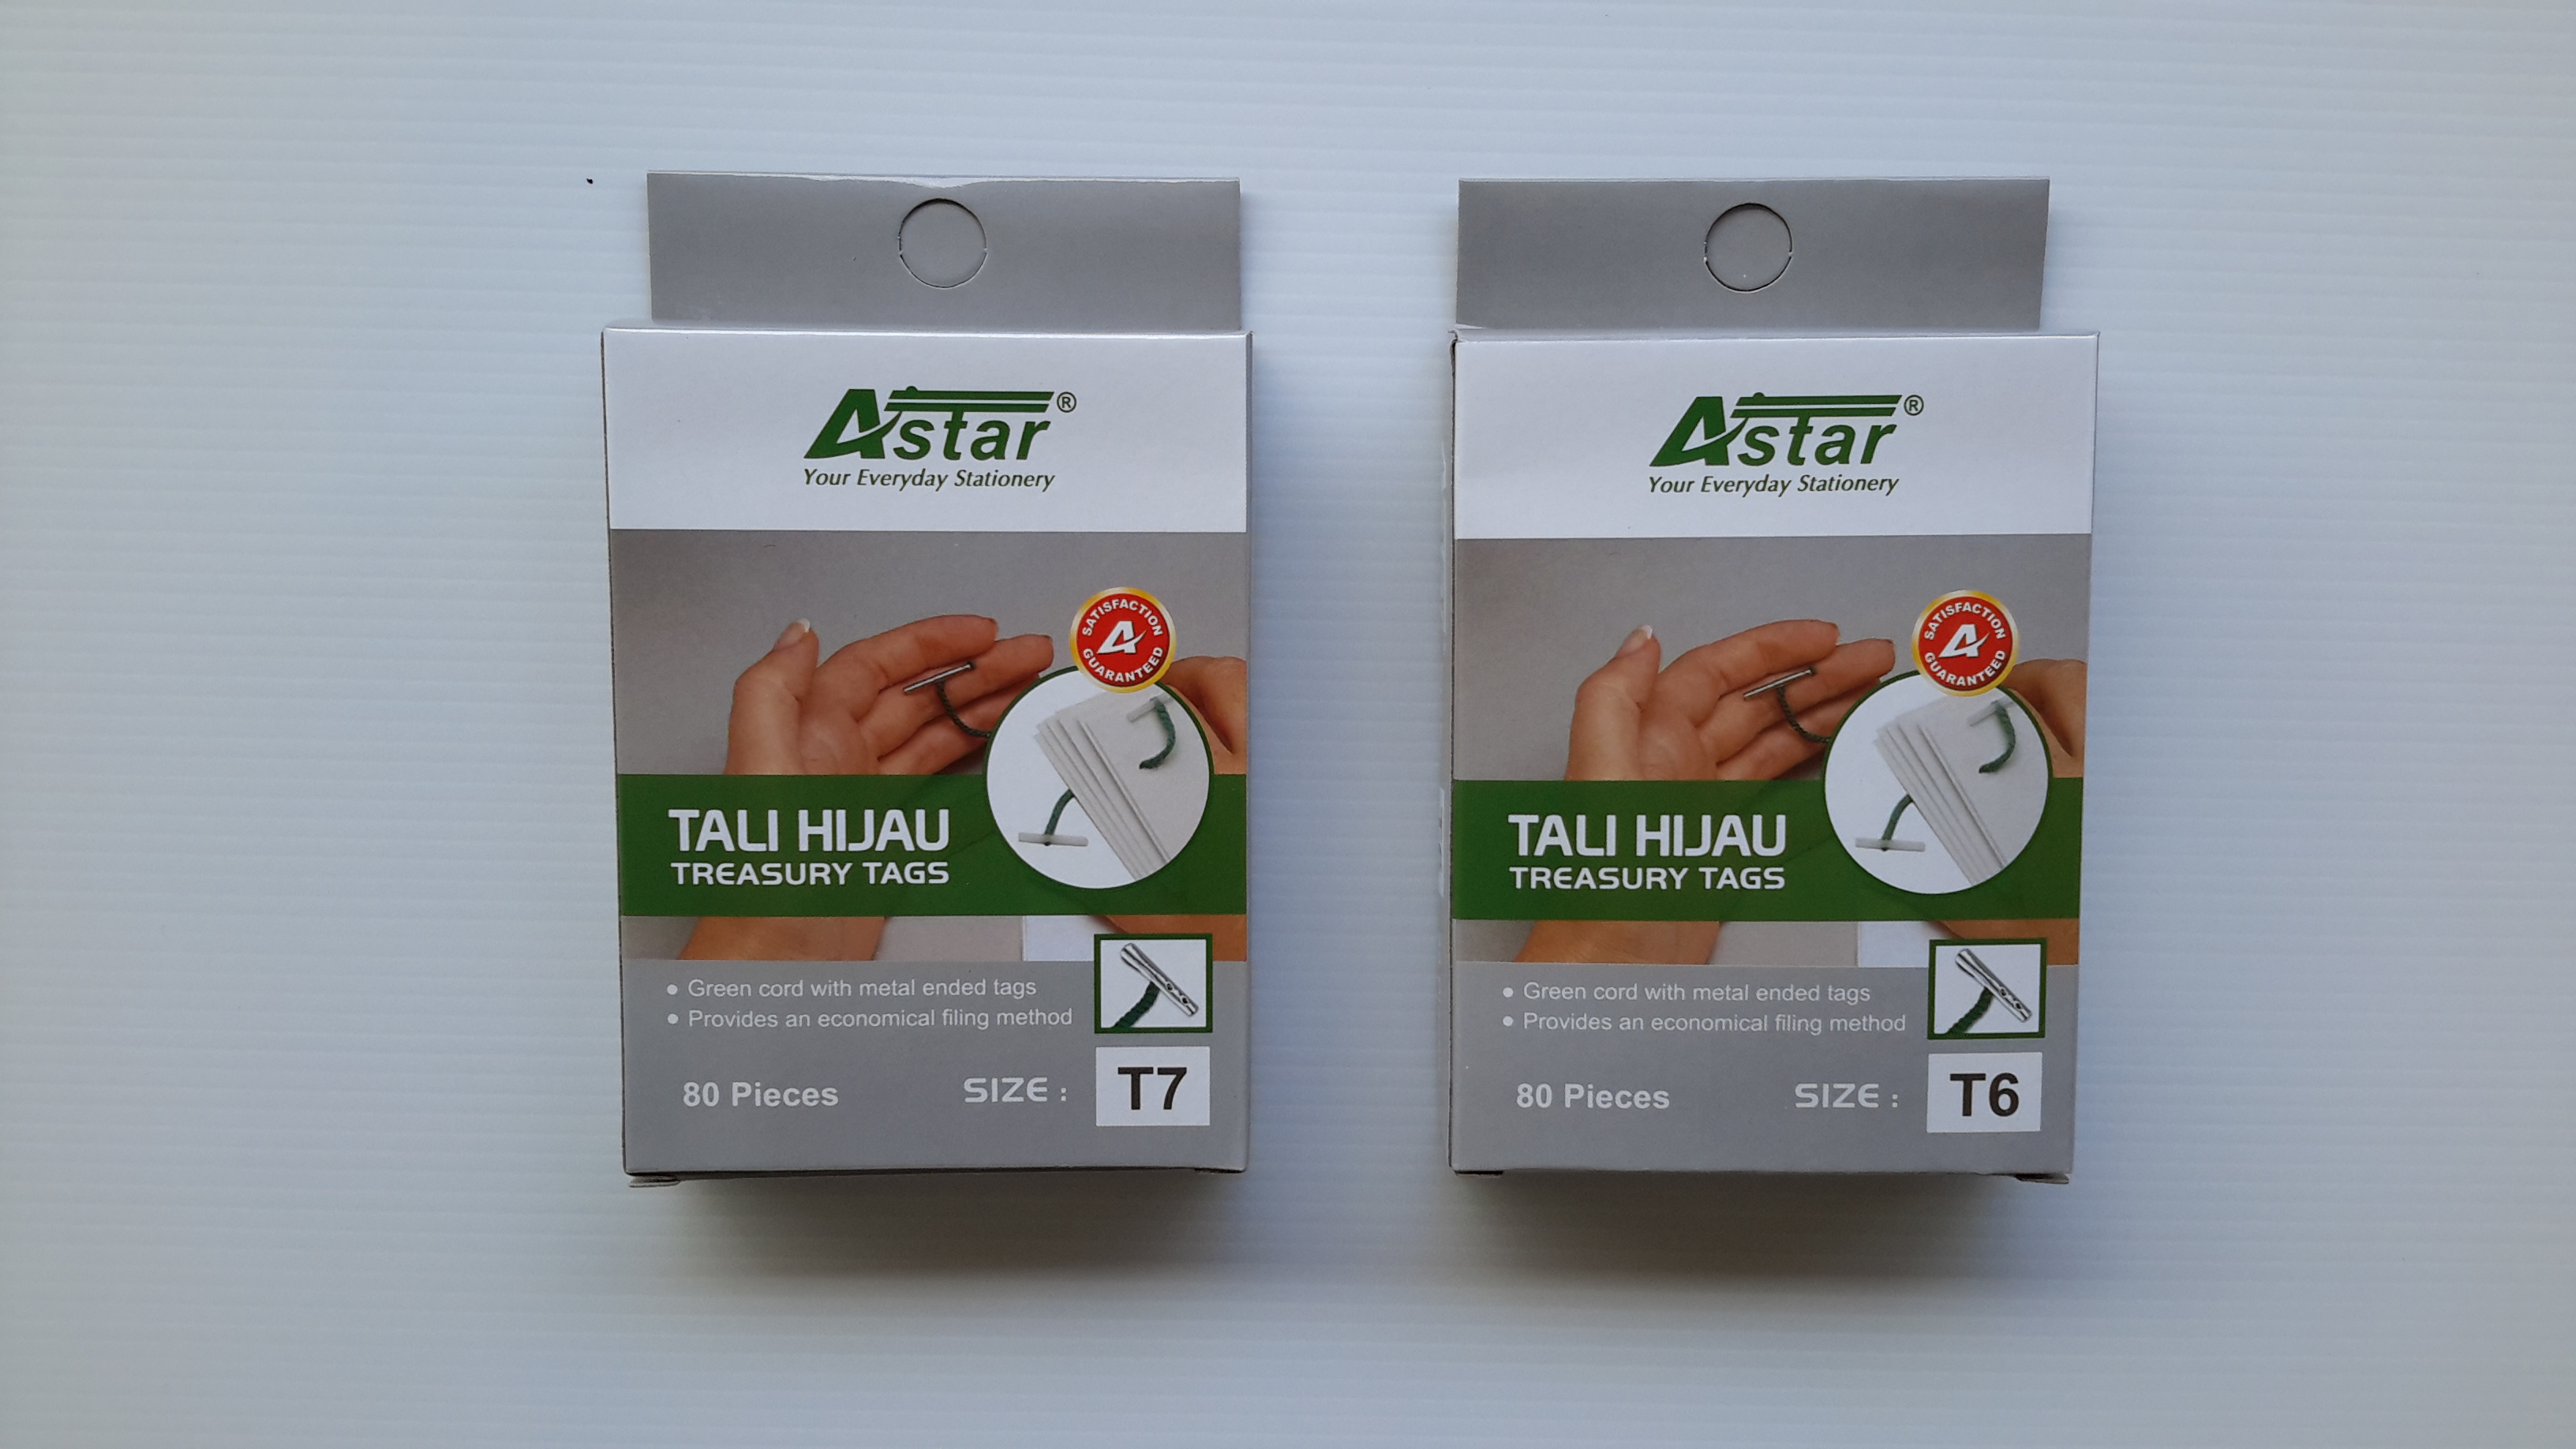 Astar®
Your Everyday Stationery
SATISFACTION
A
GUARANTEED
TALI HIJAU
TREASURY TAGS
• Green cord with metal ended tags
• Provides an economical filing method
80 Pieces
SIZE :
T7
Astar®
Your Everyday Stationery
SATISFACTION
A
GUARANTEED
TALI HIJAU
TREASURY TAGS
• Green cord with metal ended tags
• Provides an economical filing method
80 Pieces
SIZE :
T6